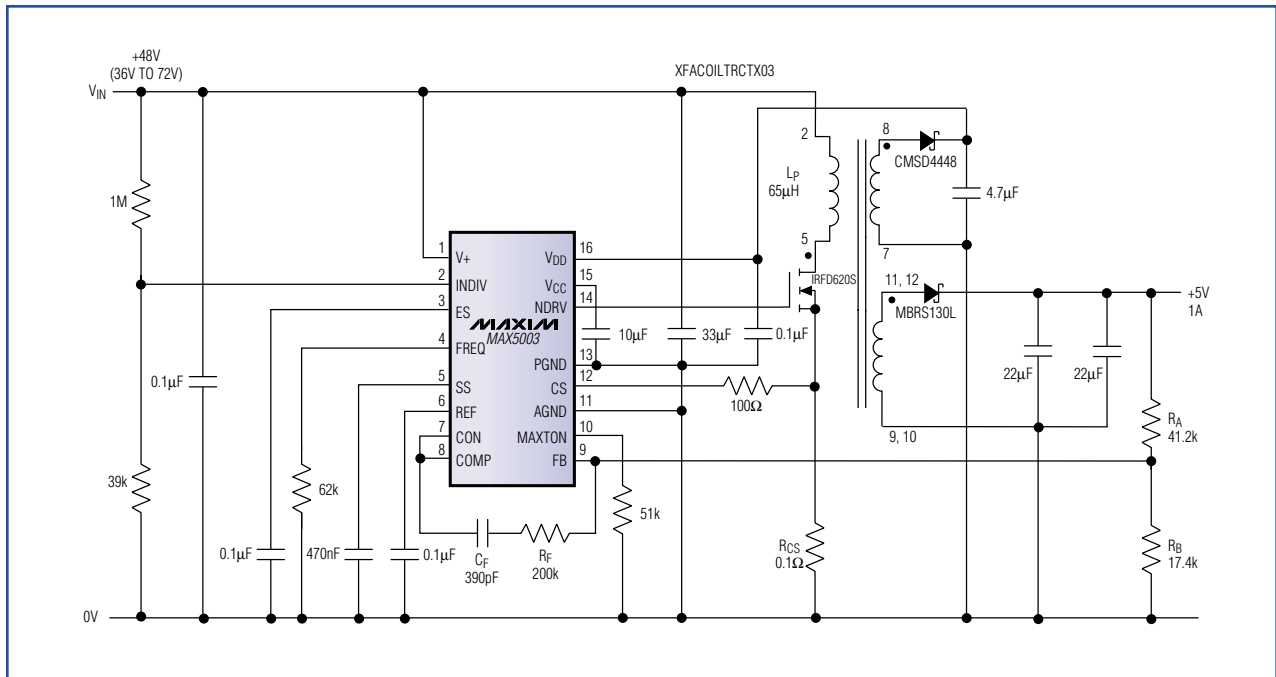 +48V
(36V TO 72V)
VIN
XFACOILTRCTX03
2
8
CMSD4448
LP
65µH
4.7µF
1M
5
7
1
V+
VDD
16
2
INDIV
VCC
15
3
ES
NDRV
14
IRFD620S
11, 12
MBRS130L
+5V
1A
MAXIM
MAX5003
10µF
33µF
0.1µF
4
FREQ
PGND
13
0.1µF
5
SS
CS
12
100Ω
22µF
22µF
6
REF
AGND
11
7
CON
MAXTON
10
9, 10
RA
41.2k
8
COMP
FB
9
39k
62k
51k
0.1µF
470nF
0.1µF
CF
390pF
RF
200k
RCS
0.1Ω
RB
17.4k
0V